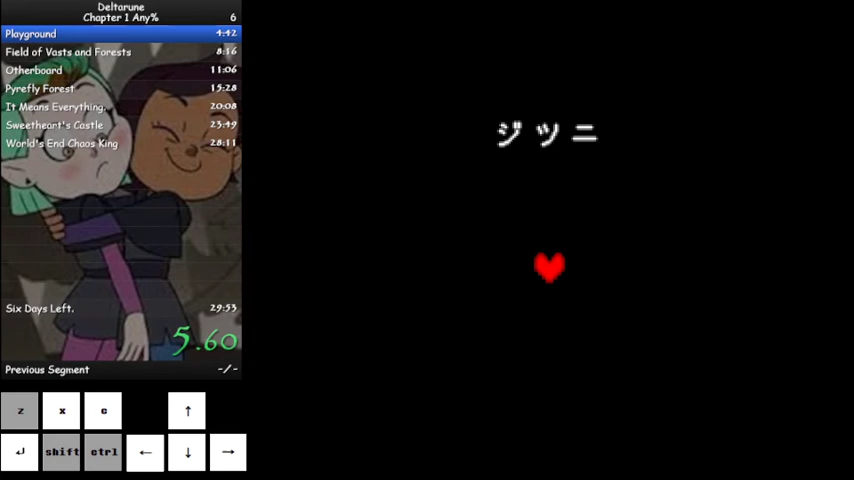 Deltarune
Chapter 1 Any%
6
Playground 4:42
Field of Vasts and Forests 8:16
Otherboard 11:06
Pyrefly Forest 15:28
It Means Everything. 20:08
Sweetheart's Castle 23:49
World's End Chaos King 28:11
Six Days Left. 29:53
5.60
Previous Segment -/-
z x c ↑
↵ shift ctrl ← ↓ →
ジツニ